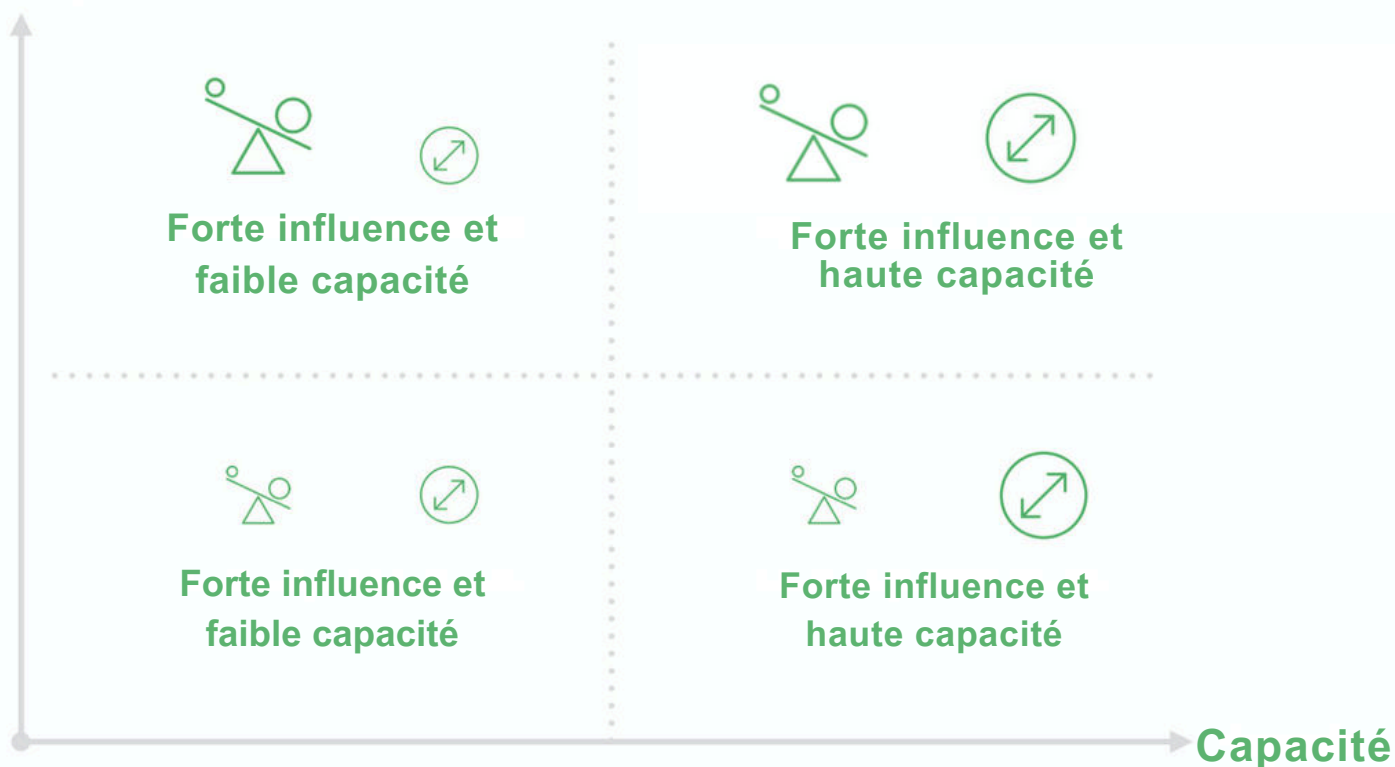 Forte influence et
faible capacité
Forte influence et
haute capacité
Forte influence et
faible capacité
Forte influence et
haute capacité
Capacité